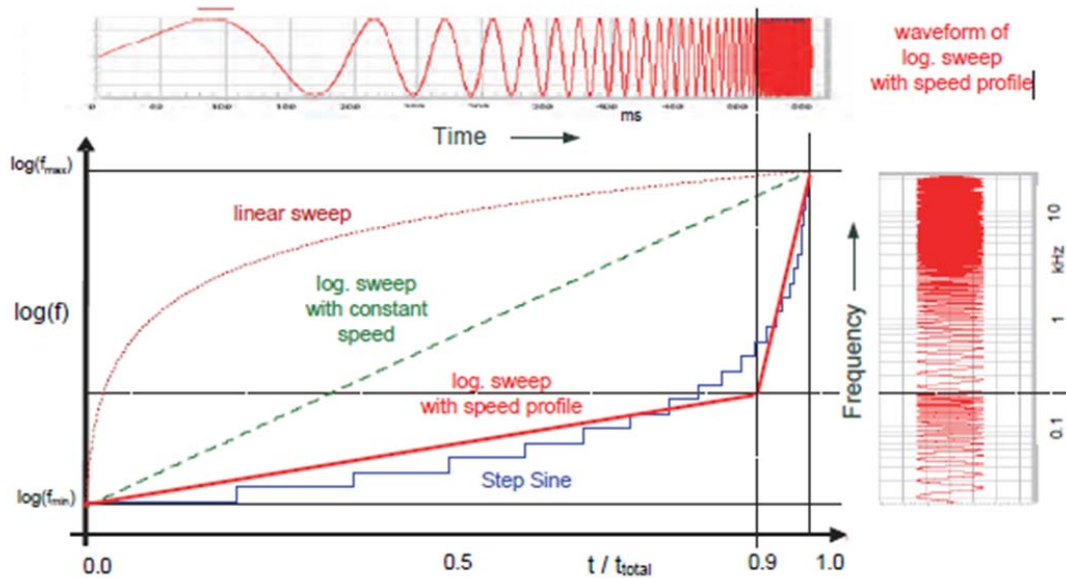 waveform of
log. sweep
with speed profile
0
100
ms
Time
log(fmax)
linear sweep
log. sweep
with constant
speed
log(f)
log. sweep
with speed profile
Step Sine
log(fmin)
Frequency
10
kHz
1
0.1
0.0
0.5
t / ttotal
0.9
1.0